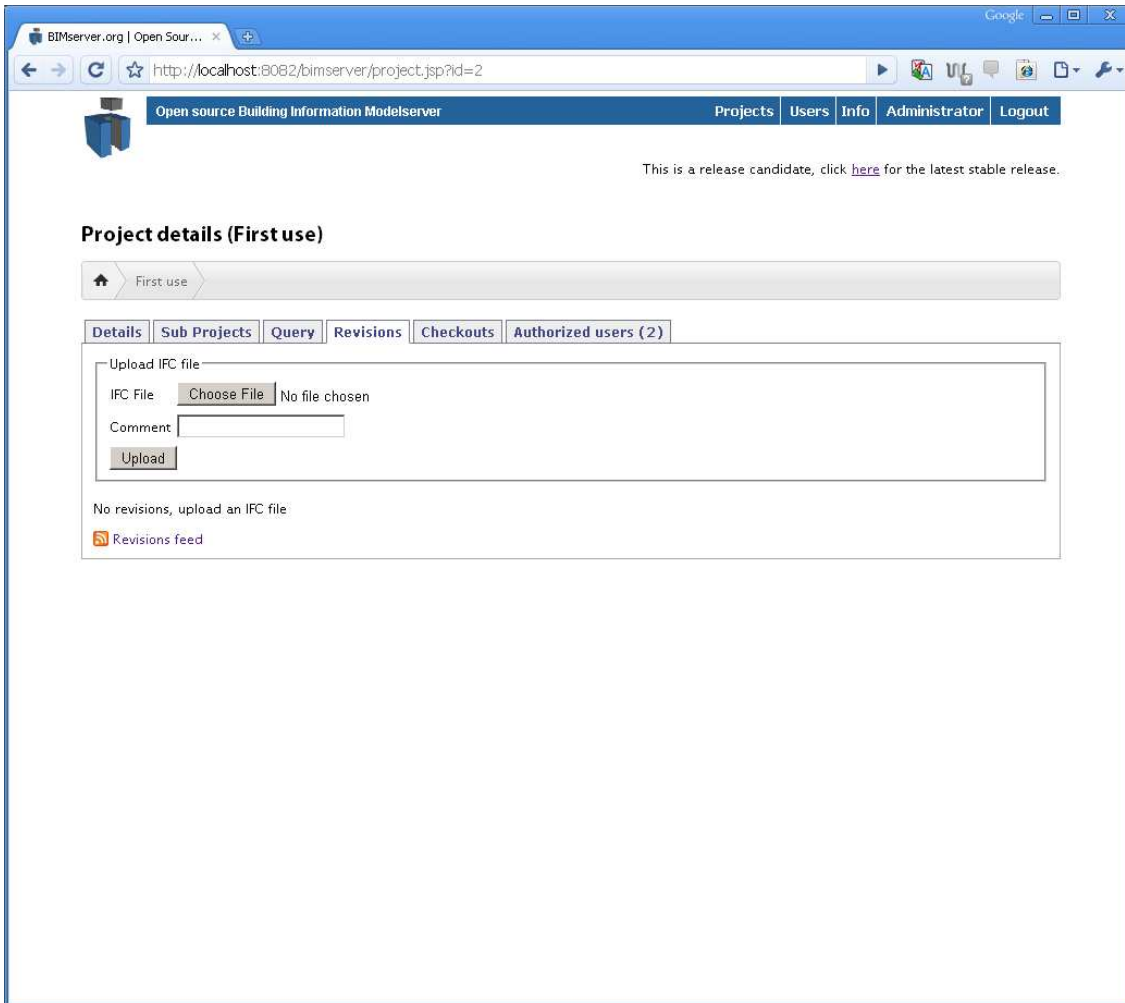 Google
BIMserver.org | Open Sour...
http://localhost:8082/bimserver/project.jsp?id=2
Open source Building Information Modelserver Projects Users Info Administrator Logout
This is a release candidate, click here for the latest stable release.
Project details (First use)
First use
Details Sub Projects Query Revisions Checkouts Authorized users (2)
Upload IFC file
IFC File Choose File No file chosen
Comment
Upload
No revisions, upload an IFC file
Revisions feed